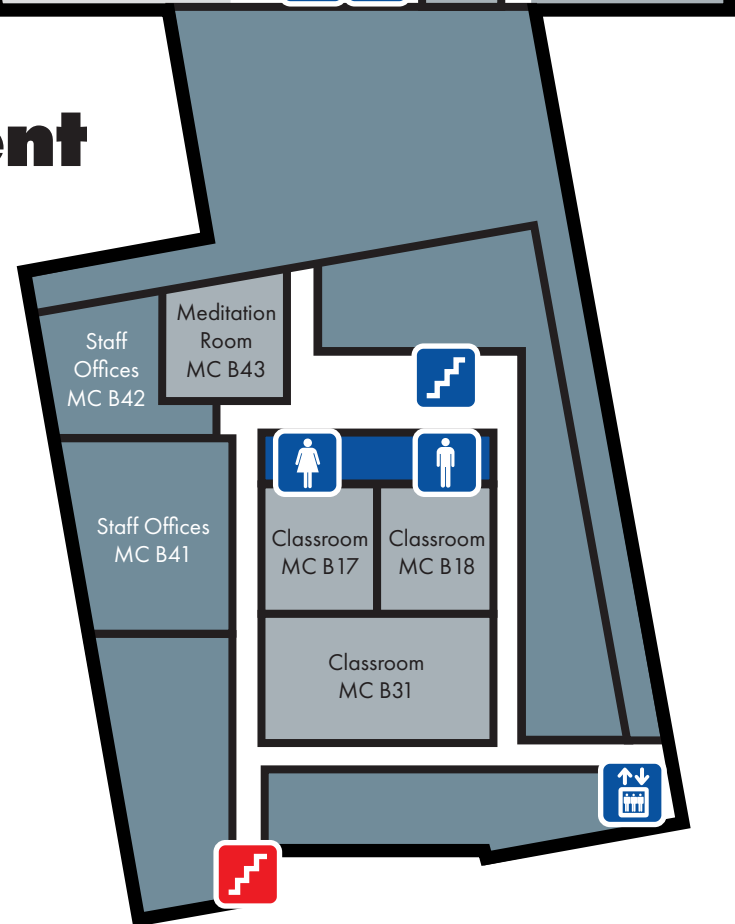 ent
Meditation
Room
MC B43
Staff
Offices
MC B42
Staff Offices
MC B41
Classroom
MC B17
Classroom
MC B18
Classroom
MC B31